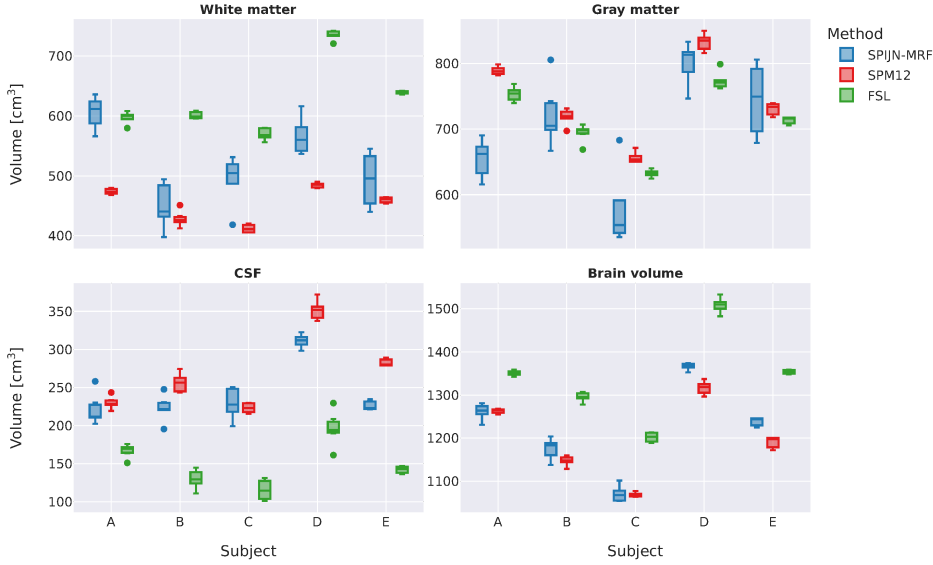 White matter
Gray matter
Method
SPIJN-MRF
SPM12
FSL
Volume [cm³]
700
600
500
400
800
700
600
CSF
Brain volume
Volume [cm³]
350
300
250
200
150
100
1500
1400
1300
1200
1100
A B C D E
A B C D E
Subject
Subject